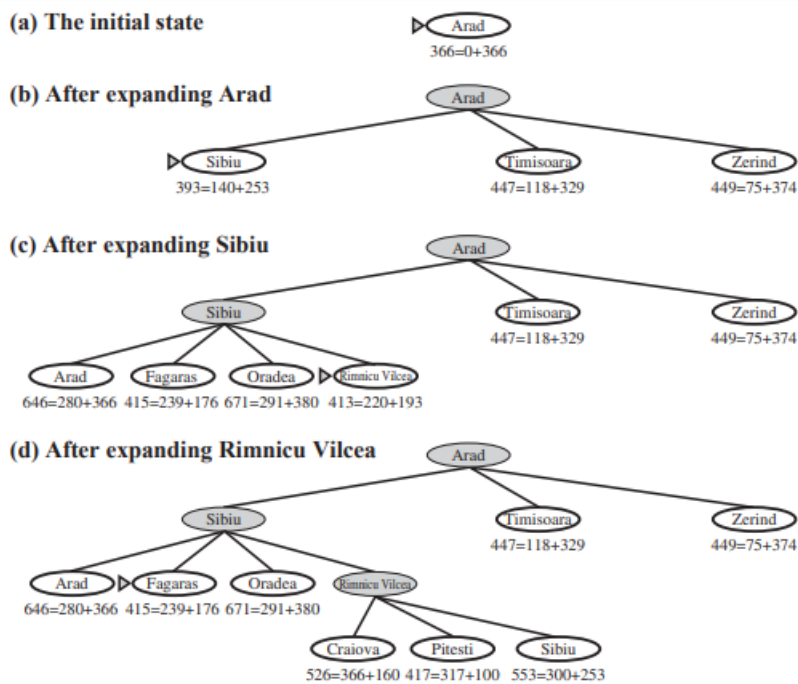 (a) The initial state
Arad
366=0+366
(b) After expanding Arad
Arad
Sibiu Timisoara Zerind
393=140+253 447=118+329 449=75+374
(c) After expanding Sibiu
Arad
Sibiu Timisoara Zerind
447=118+329 449=75+374
Arad Fagaras Oradea Rimnicu Vilcea
646=280+366 415=239+176 671=291+380 413=220+193
(d) After expanding Rimnicu Vilcea
Arad
Sibiu Timisoara Zerind
447=118+329 449=75+374
Arad Fagaras Oradea Rimnicu Vilcea
646=280+366 415=239+176 671=291+380
Craiova Pitesti Sibiu
526=366+160 417=317+100 553=300+253